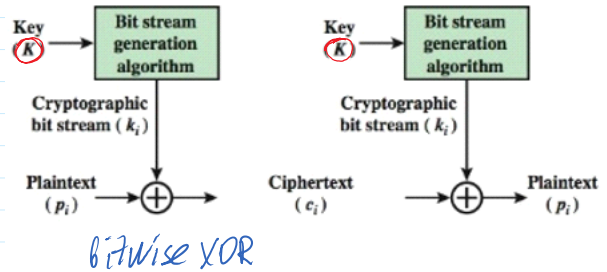 Key
(K)
Bit stream
generation
algorithm
Cryptographic
bit stream ( kᵢ )
Plaintext
( pᵢ )
Ciphertext
( cᵢ )
Key
(K)
Bit stream
generation
algorithm
Cryptographic
bit stream ( kᵢ )
Plaintext
( pᵢ )
bitwise XOR